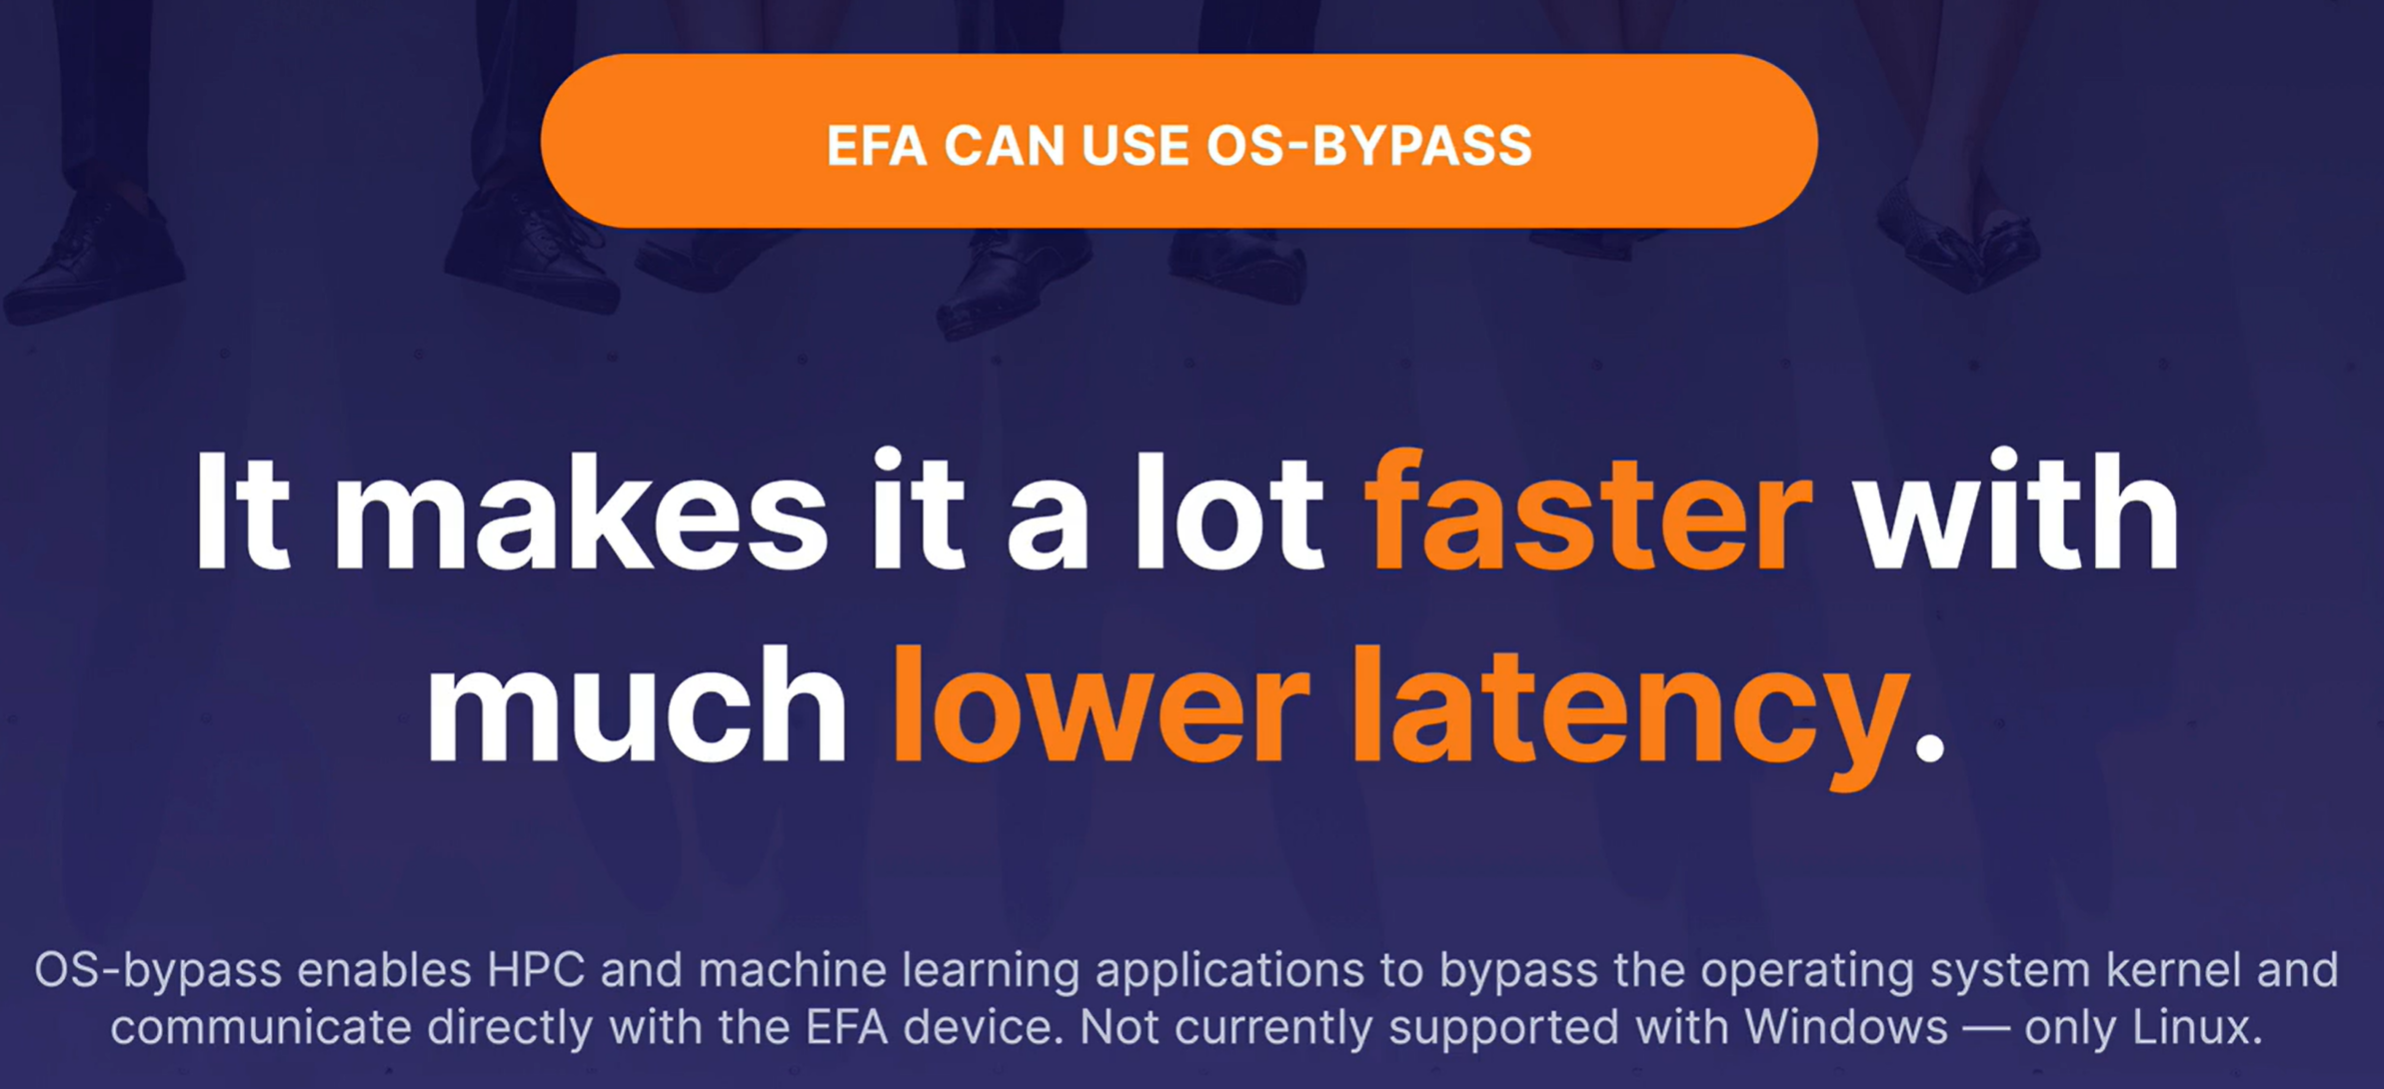 EFA CAN USE OS-BYPASS
It makes it a lot faster with
much lower latency.
OS-bypass enables HPC and machine learning applications to bypass the operating system kernel and
communicate directly with the EFA device. Not currently supported with Windows — only Linux.